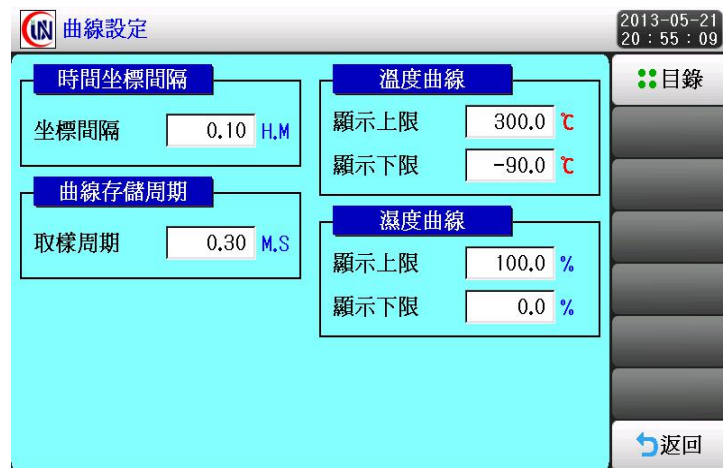 iN 曲線設定
2013-05-21
20:55:09
時間坐標間隔
坐標間隔 0.10 H.M
曲線存儲周期
取樣周期 0.30 M.S
溫度曲線
顯示上限 300.0 ℃
顯示下限 -90.0 ℃
濕度曲線
顯示上限 100.0 %
顯示下限 0.0 %
目錄
返回